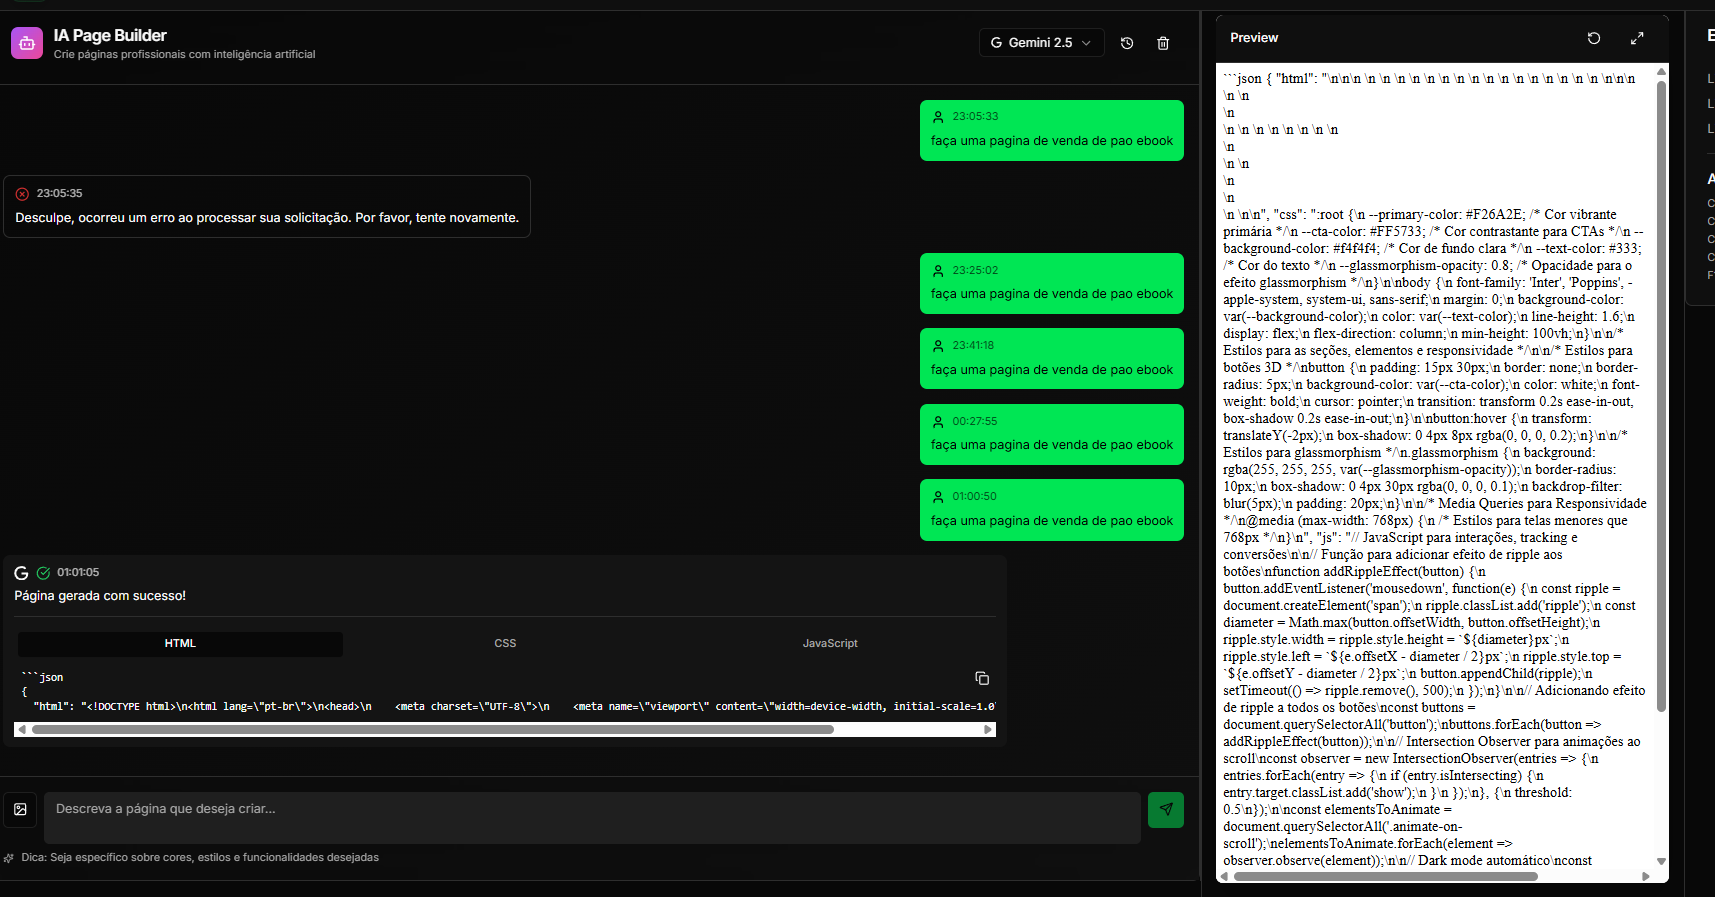 IA Page Builder
Crie páginas profissionais com inteligência artificial
G Gemini 2.5
23:05:33
faça uma pagina de venda de pao ebook
23:05:35
Desculpe, ocorreu um erro ao processar sua solicitação. Por favor, tente novamente.
23:25:02
faça uma pagina de venda de pao ebook
23:41:18
faça uma pagina de venda de pao ebook
00:27:55
faça uma pagina de venda de pao ebook
01:00:50
faça uma pagina de venda de pao ebook
G 01:01:05
Página gerada com sucesso!
HTML CSS JavaScript
```json
{
"html": "<!DOCTYPE html>\n<html lang=\"pt-br\">\n<head>\n    <meta charset=\"UTF-8\">\n    <meta name=\"viewport\" content=\"width=device-width, initial-scale=1.0
Descreva a página que deseja criar...
Dica: Seja específico sobre cores, estilos e funcionalidades desejadas
Preview
```json { "html": "\n\n\n \n \n \n \n \n \n \n \n \n \n \n \n \n \n \n \n \n\n\n
\n \n
\n
\n \n \n \n \n \n \n \n
\n
\n \n
\n
\n
\n \n\n", "css": ":root {\n --primary-color: #F26A2E; /* Cor vibrante
primária */\n --cta-color: #FF5733; /* Cor contrastante para CTAs */\n --
background-color: #f4f4f4; /* Cor de fundo clara */\n --text-color: #333;
/* Cor do texto */\n --glassmorphism-opacity: 0.8; /* Opacidade para o
efeito glassmorphism */\n}\n\nbody {\n font-family: 'Inter', 'Poppins', -
apple-system, system-ui, sans-serif;\n margin: 0;\n background-color:
var(--background-color);\n color: var(--text-color);\n line-height: 1.6;\n
display: flex;\n flex-direction: column;\n min-height: 100vh;\n}\n\n/*
Estilos para as seções, elementos e responsividade */\n\n/* Estilos para
botões 3D */\nbutton {\n padding: 15px 30px;\n border: none;\n border-
radius: 5px;\n background-color: var(--cta-color);\n color: white;\n font-
weight: bold;\n cursor: pointer;\n transition: transform 0.2s ease-in-out,
box-shadow 0.2s ease-in-out;\n}\n\nbutton:hover {\n transform:
translateY(-2px);\n box-shadow: 0 4px 8px rgba(0, 0, 0, 0.2);\n}\n\n/*
Estilos para glassmorphism */\n.glassmorphism {\n background:
rgba(255, 255, 255, var(--glassmorphism-opacity));\n border-radius:
10px;\n box-shadow: 0 4px 30px rgba(0, 0, 0, 0.1);\n backdrop-filter:
blur(5px);\n padding: 20px;\n}\n\n/* Media Queries para Responsividade
*/\n@media (max-width: 768px) {\n /* Estilos para telas menores que
768px */\n}\n", "js": "// JavaScript para interações, tracking e
conversões\n\n// Função para adicionar efeito de ripple aos
botões\nfunction addRippleEffect(button) {\n
button.addEventListener('mousedown', function(e) {\n const ripple =
document.createElement('span');\n ripple.classList.add('ripple');\n const
diameter = Math.max(button.offsetWidth, button.offsetHeight);\n
ripple.style.width = ripple.style.height = `${diameter}px`;\n
ripple.style.left = `${e.offsetX - diameter / 2}px`;\n ripple.style.top =
`${e.offsetY - diameter / 2}px`;\n button.appendChild(ripple);\n
setTimeout(() => ripple.remove(), 500);\n });\n}\n\n// Adicionando efeito
de ripple a todos os botões\nconst buttons =
document.querySelectorAll('button');\nbuttons.forEach(button =>
addRippleEffect(button));\n\n// Intersection Observer para animações ao
scroll\nconst observer = new IntersectionObserver(entries => {\n
entries.forEach(entry => {\n if (entry.isIntersecting) {\n
entry.target.classList.add('show');\n }\n });\n}, {\n threshold:
0.5\n});\n\nconst elementsToAnimate =
document.querySelectorAll('.animate-on-
scroll');\nelementsToAnimate.forEach(element =>
observer.observe(element));\n\n// Dark mode automático\nconst